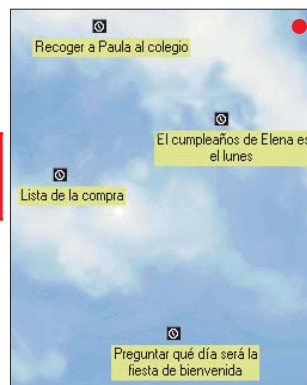 Recoger a Paula al colegio
El cumpleaños de Elena es
el lunes
Lista de la compra
Preguntar qué día será la
fiesta de bienvenida